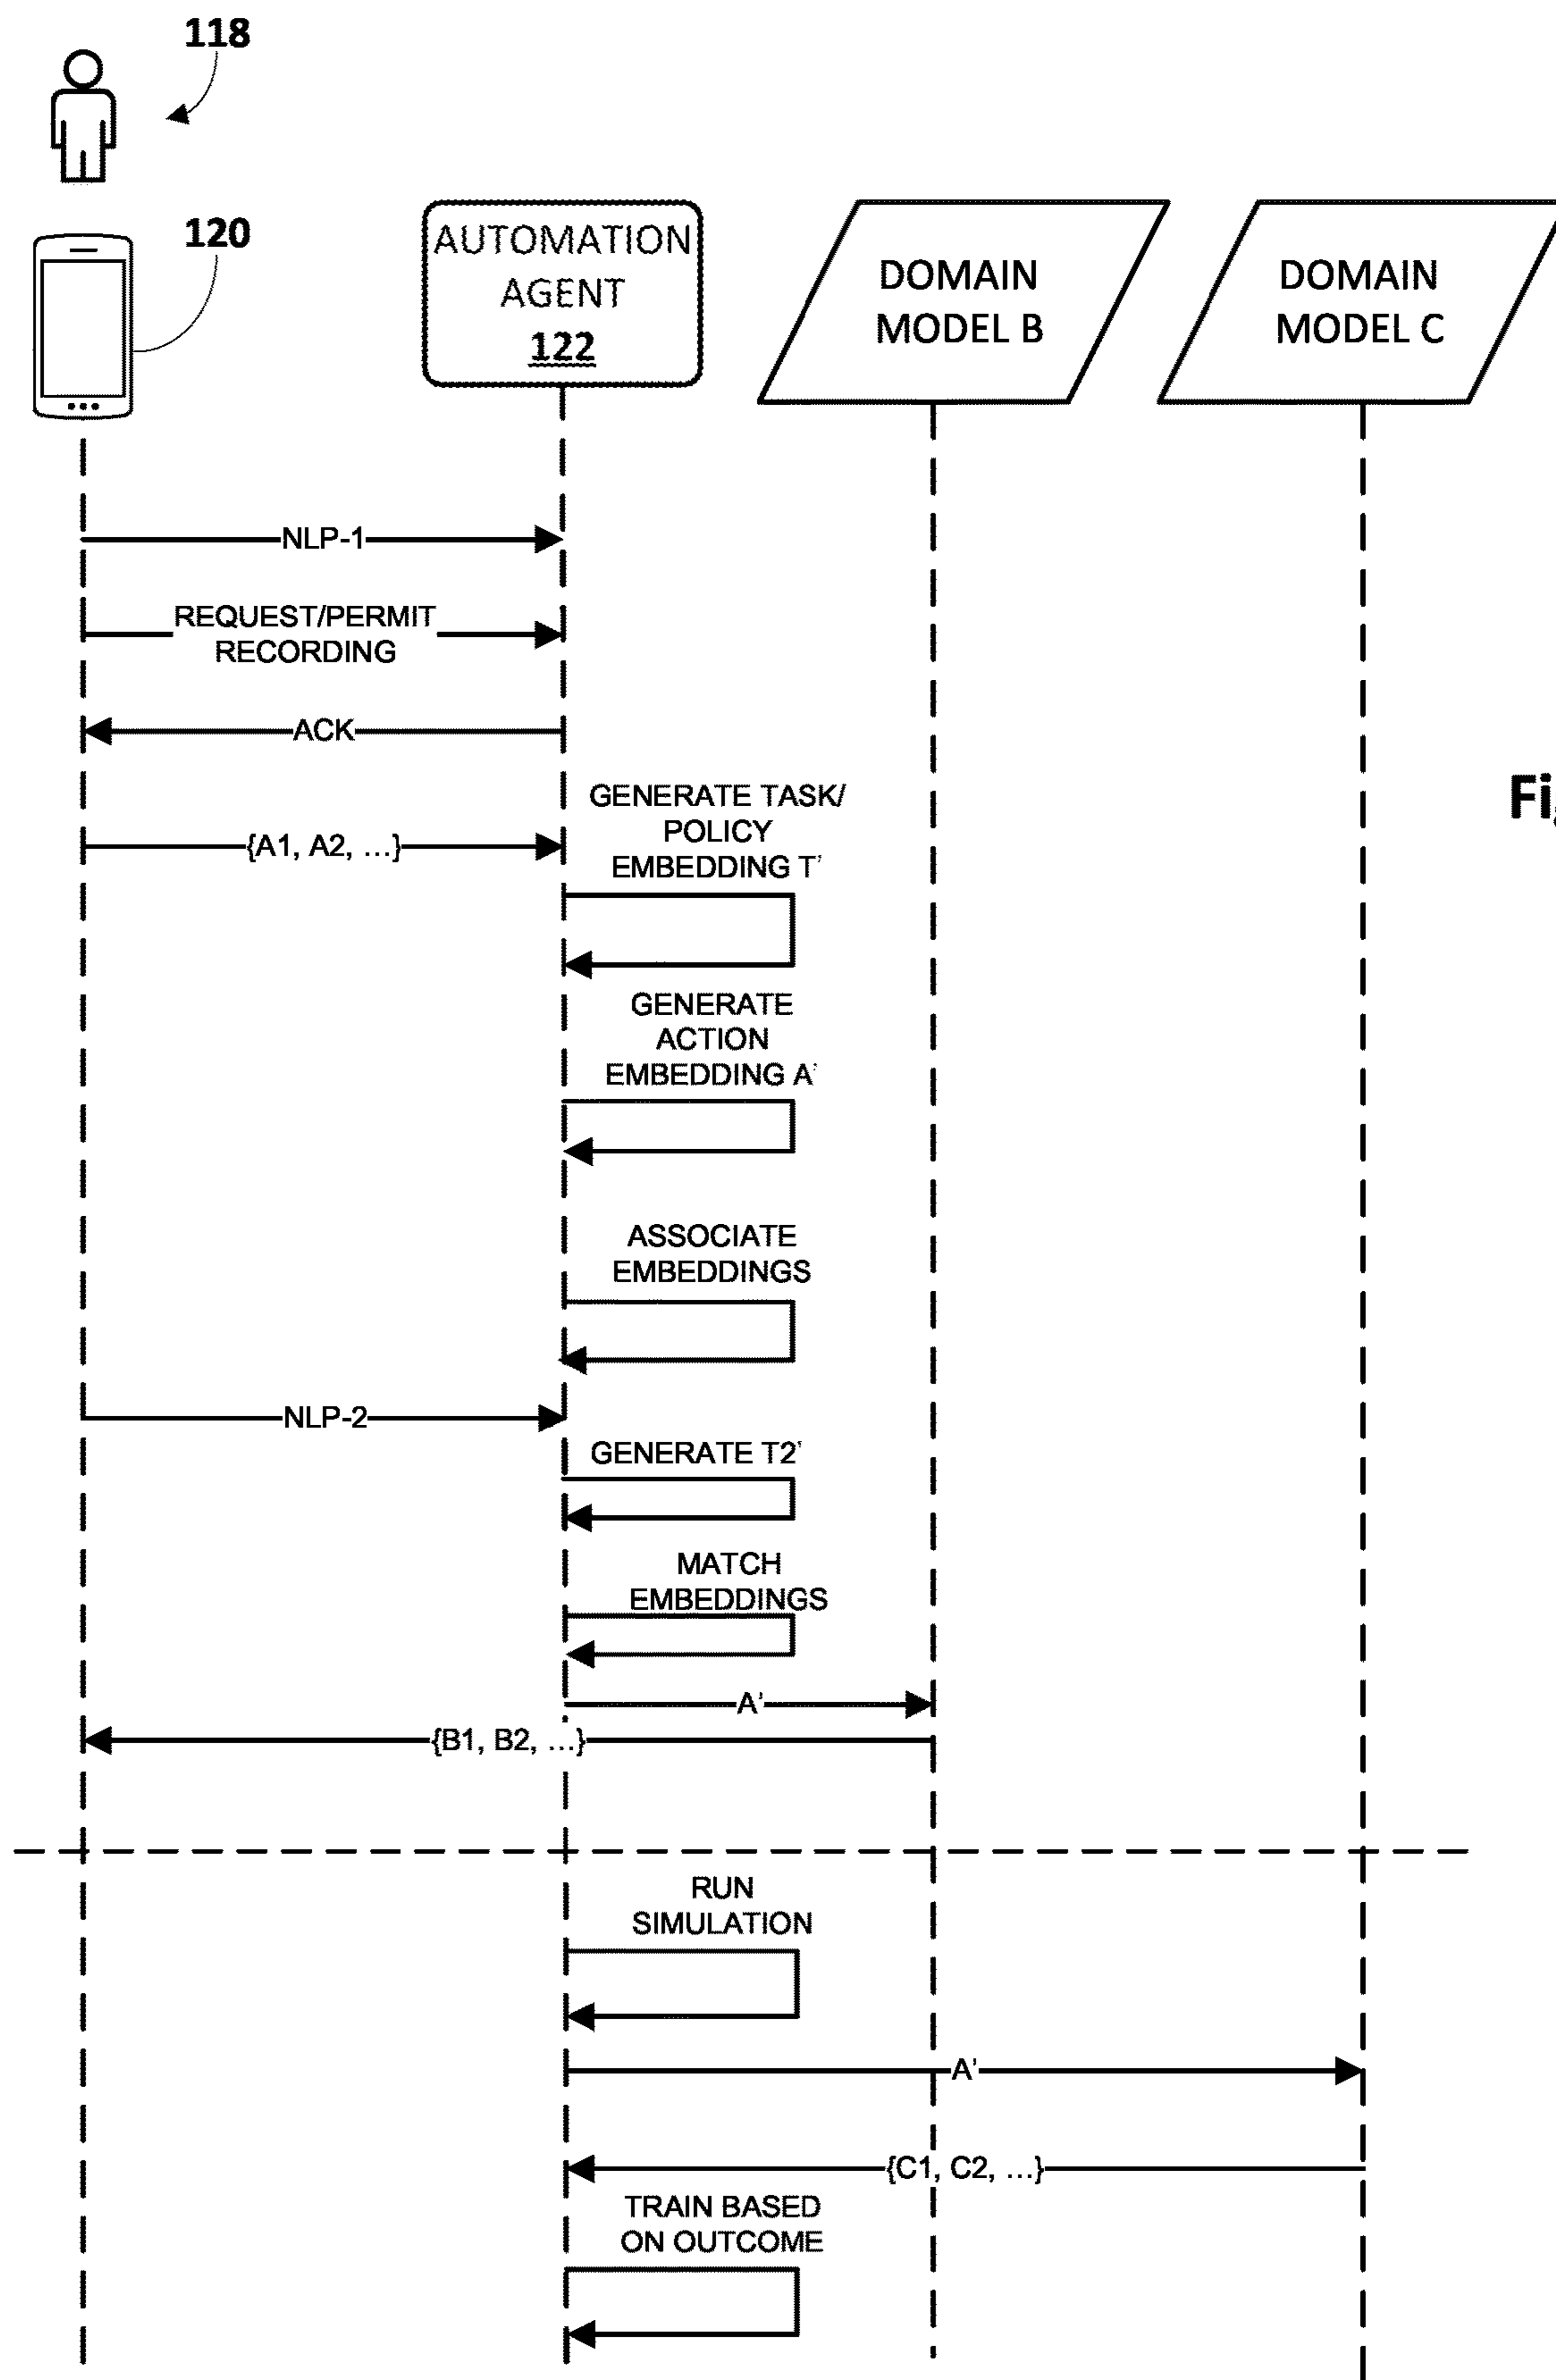 118
120
AUTOMATION
AGENT
122
DOMAIN
MODEL B
DOMAIN
MODEL C
NLP-1
REQUEST/PERMIT
RECORDING
ACK
{A1, A2, ...}
GENERATE TASK/
POLICY
EMBEDDING T'
GENERATE
ACTION
EMBEDDING A'
ASSOCIATE
EMBEDDINGS
NLP-2
GENERATE T2'
MATCH
EMBEDDINGS
A'
{B1, B2, ...}
RUN
SIMULATION
A'
{C1, C2, ...}
TRAIN BASED
ON OUTCOME